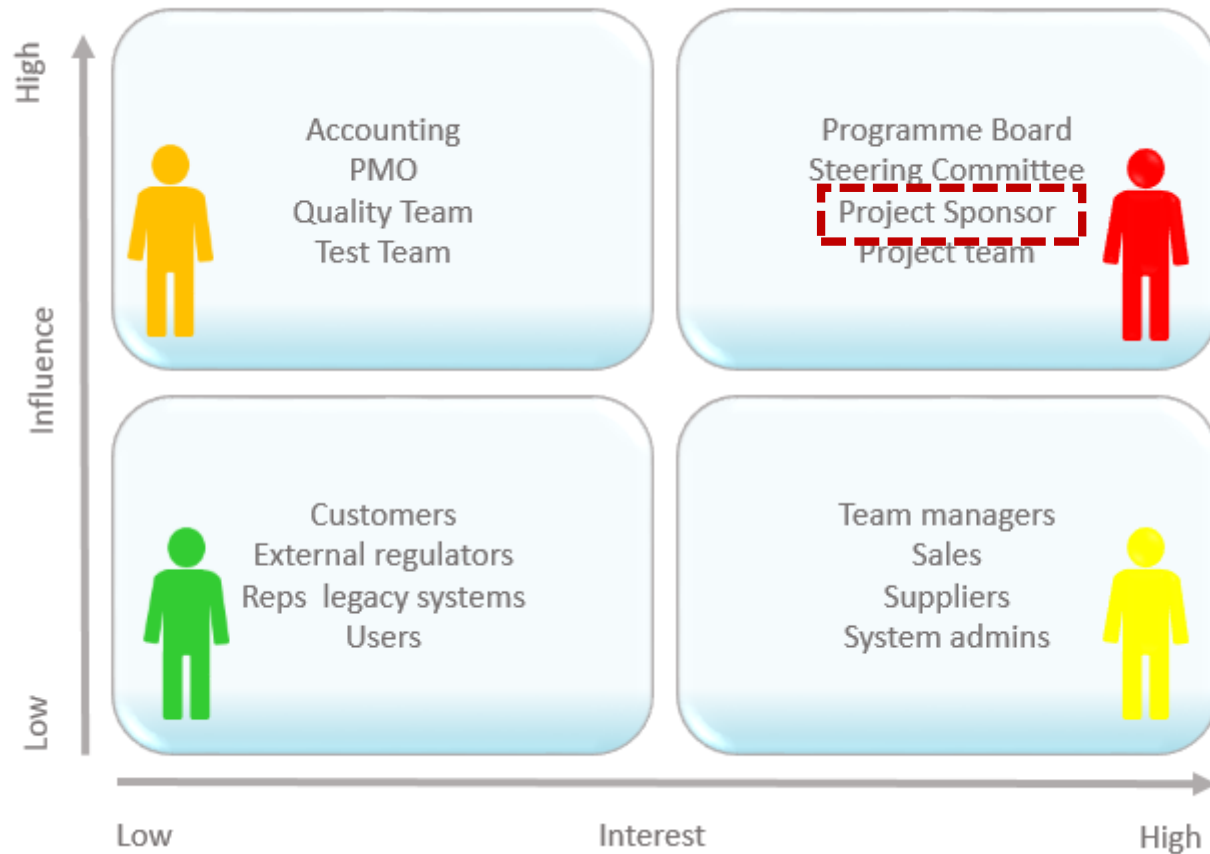 High
Accounting
PMO
Quality Team
Test Team
Programme Board
Steering Committee
Project Sponsor
Project team
Influence
Customers
External regulators
Reps legacy systems
Users
Team managers
Sales
Suppliers
System admins
Low
Low
Interest
High